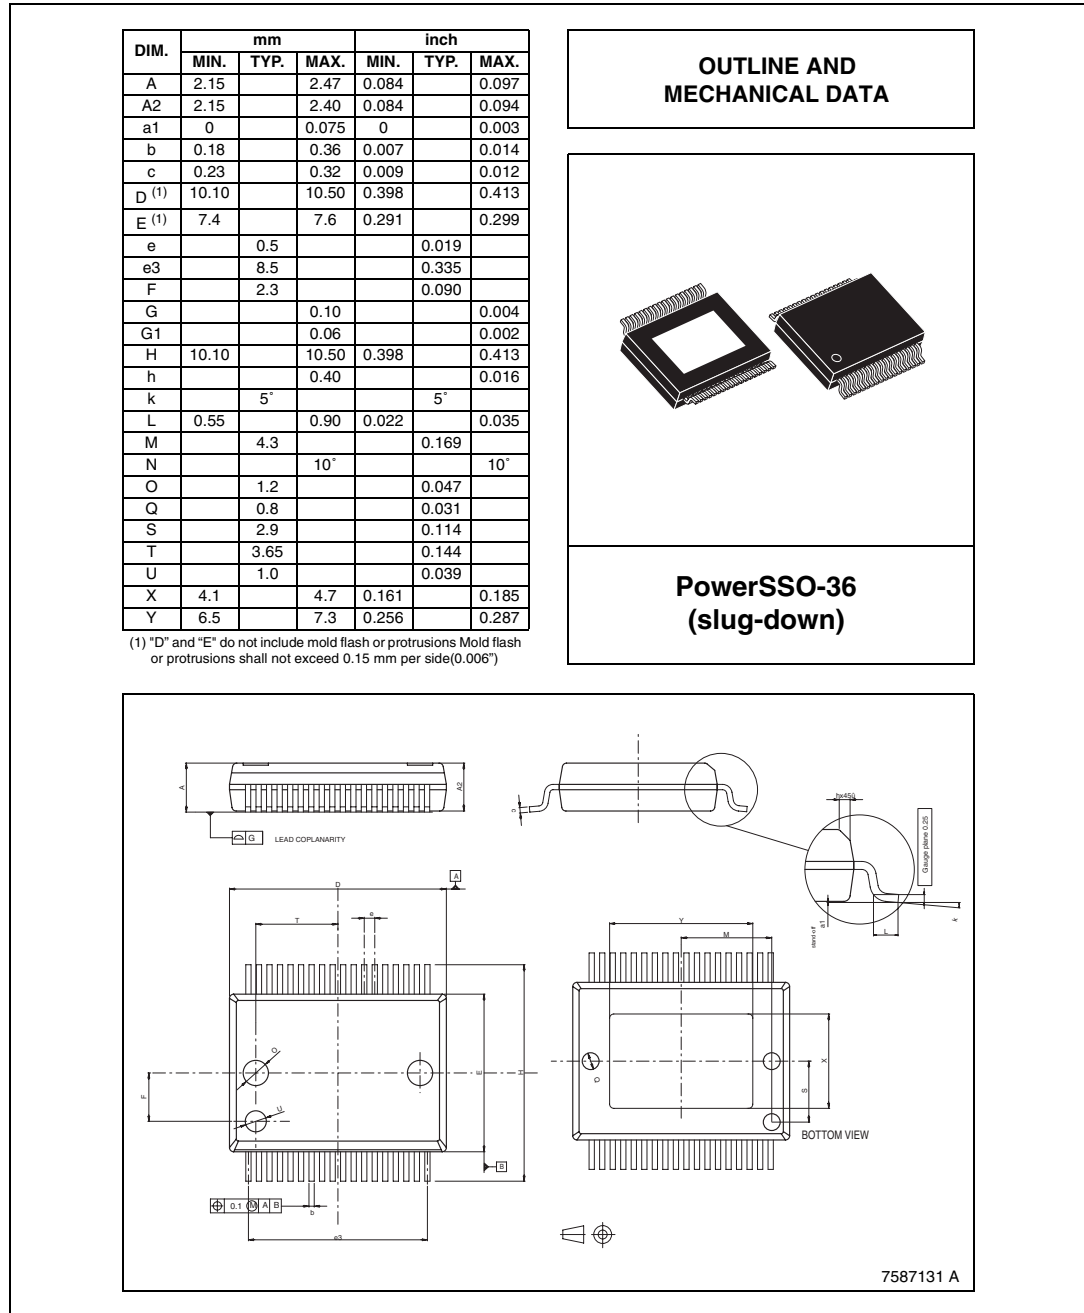 DIM. mm inch
MIN. TYP. MAX. MIN. TYP. MAX.
A 2.15 2.47 0.084 0.097
A2 2.15 2.40 0.084 0.094
a1 0 0.075 0 0.003
b 0.18 0.36 0.007 0.014
c 0.23 0.32 0.009 0.012
D (1) 10.10 10.50 0.398 0.413
E (1) 7.4 7.6 0.291 0.299
e 0.5 0.019
e3 8.5 0.335
F 2.3 0.090
G 0.10 0.004
G1 0.06 0.002
H 10.10 10.50 0.398 0.413
h 0.40 0.016
k 5˚ 5˚
L 0.55 0.90 0.022 0.035
M 4.3 0.169
N 10˚ 10˚
O 1.2 0.047
Q 0.8 0.031
S 2.9 0.114
T 3.65 0.144
U 1.0 0.039
X 4.1 4.7 0.161 0.185
Y 6.5 7.3 0.256 0.287
(1) "D” and “E" do not include mold flash or protrusions Mold flash
or protrusions shall not exceed 0.15 mm per side(0.006”)
OUTLINE AND
MECHANICAL DATA
PowerSSO-36
(slug-down)
A
A2
G
LEAD COPLANARITY
c
hx450
Gauge plane 0.25
stand off
a1
L
k
D
A
T
e
O
F
U
E
H
B
0.1 M A B
b
e3
Y
M
Q
X
S
BOTTOM VIEW
7587131 A